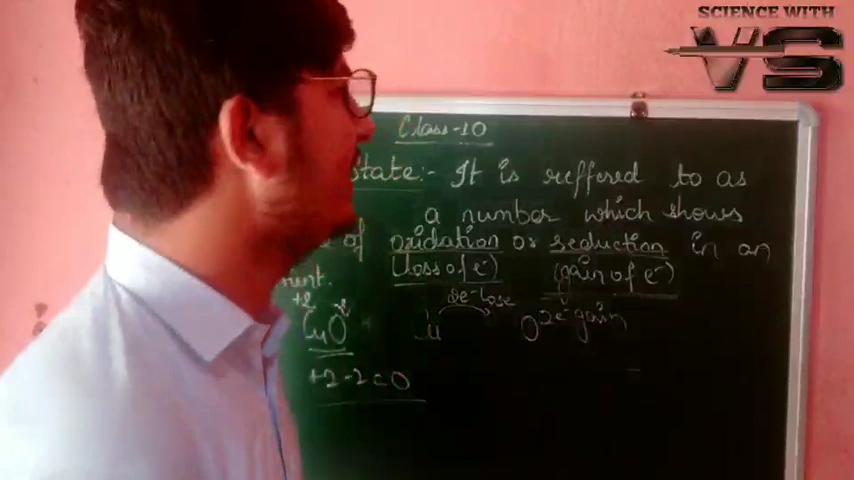 SCIENCE WITH
VS
Class-10
state:- It is reffered to as
a number which shows
of oxidation or reduction in an
(loss of e⁻) (gain of e⁻)
+2 -2
CuO 2e⁻ lose O 2e⁻ gain
+2-2=0